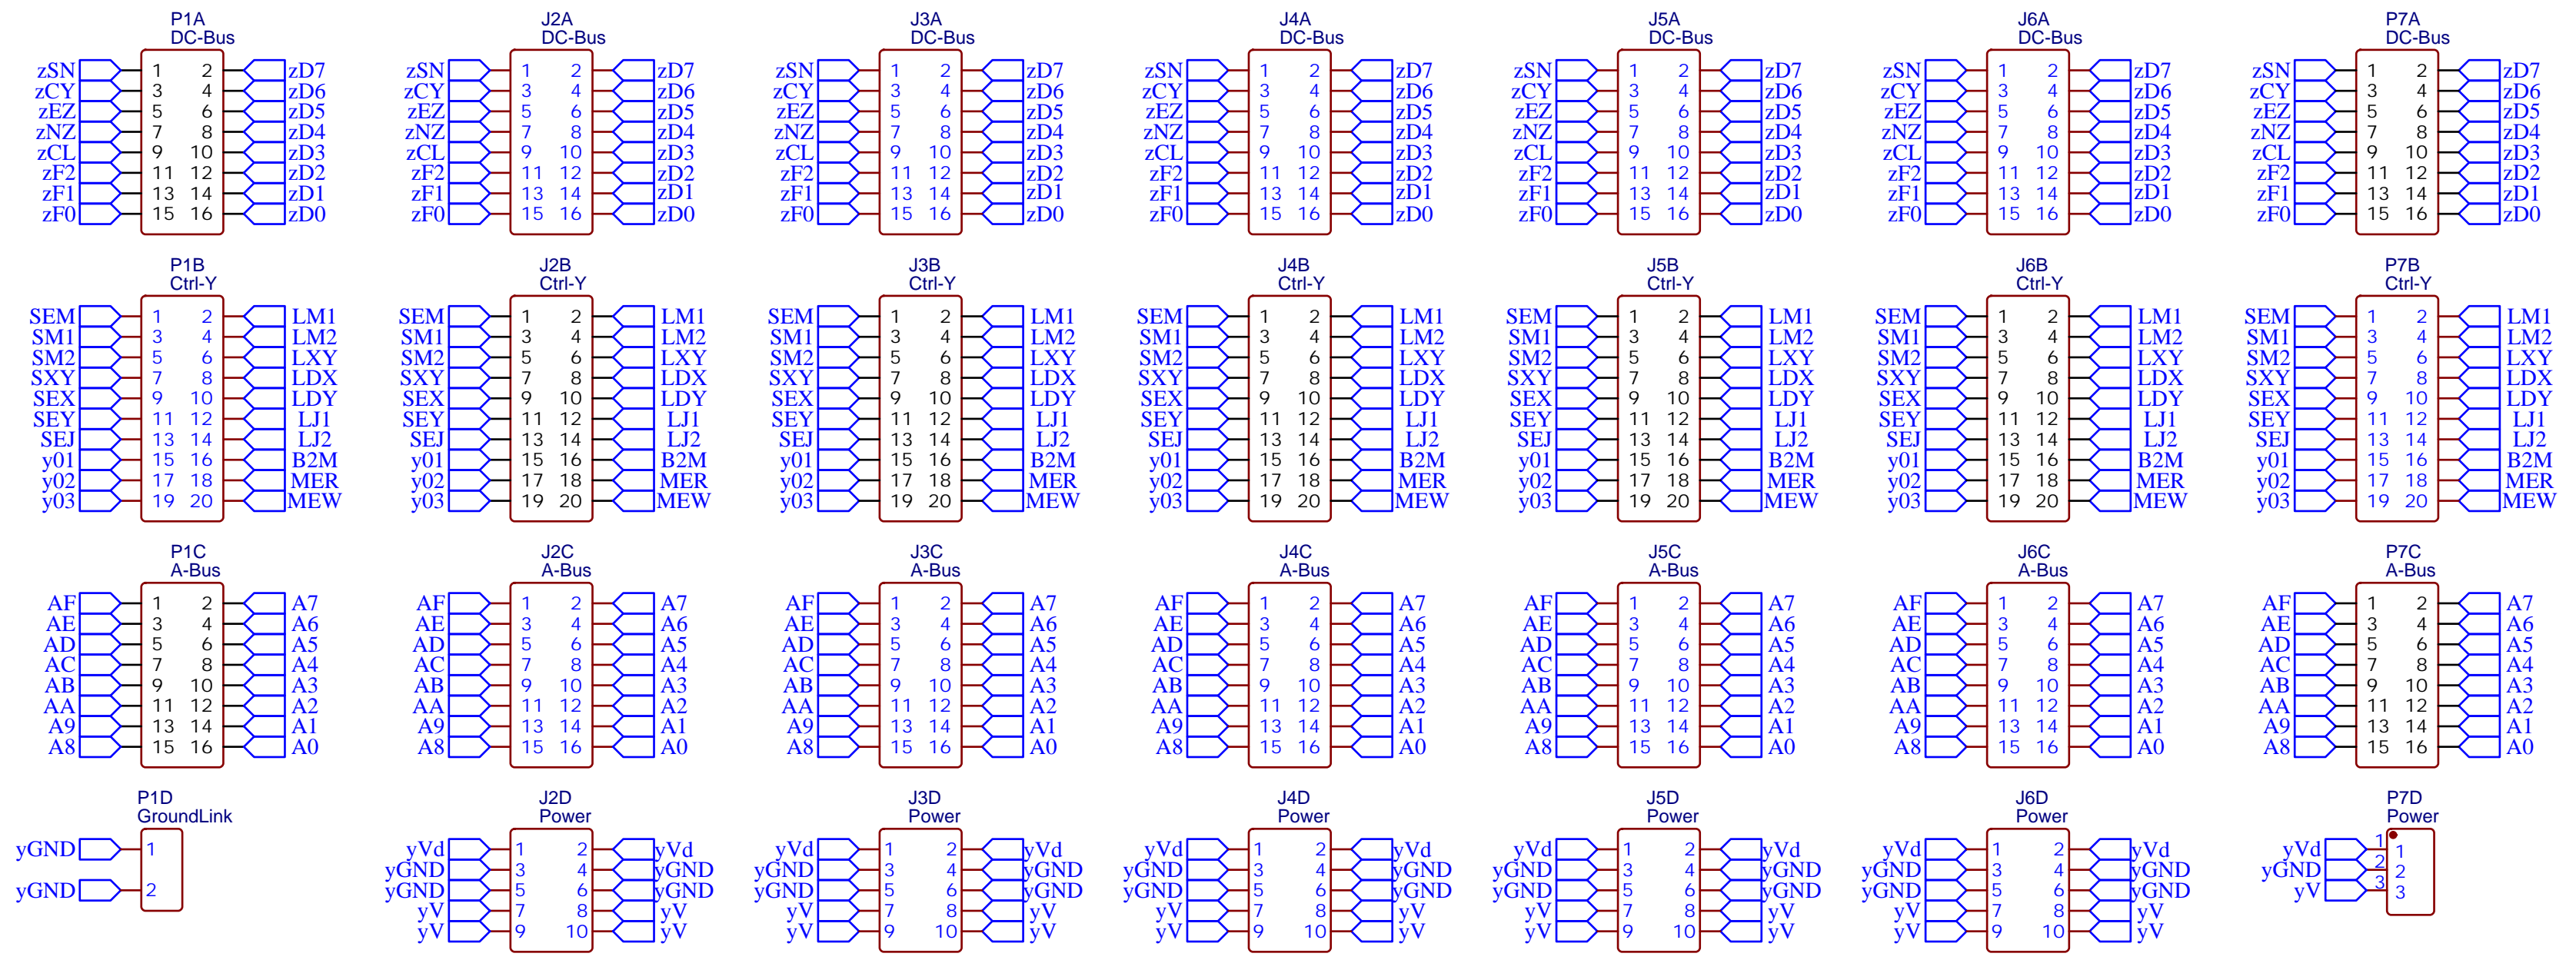 P1A J2A J3A J4A J5A J6A P7A
DC-Bus DC-Bus DC-Bus DC-Bus DC-Bus DC-Bus DC-Bus
zSN 1 2 zD7 zSN 1 2 zD7 zSN 1 2 zD7 zSN 1 2 zD7 zSN 1 2 zD7 zSN 1 2 zD7 zSN 1 2 zD7
zCY 3 4 zD6 zCY 3 4 zD6 zCY 3 4 zD6 zCY 3 4 zD6 zCY 3 4 zD6 zCY 3 4 zD6 zCY 3 4 zD6
zEZ 5 6 zD5 zEZ 5 6 zD5 zEZ 5 6 zD5 zEZ 5 6 zD5 zEZ 5 6 zD5 zEZ 5 6 zD5 zEZ 5 6 zD5
zNZ 7 8 zD4 zNZ 7 8 zD4 zNZ 7 8 zD4 zNZ 7 8 zD4 zNZ 7 8 zD4 zNZ 7 8 zD4 zNZ 7 8 zD4
zCL 9 10 zD3 zCL 9 10 zD3 zCL 9 10 zD3 zCL 9 10 zD3 zCL 9 10 zD3 zCL 9 10 zD3 zCL 9 10 zD3
zF2 11 12 zD2 zF2 11 12 zD2 zF2 11 12 zD2 zF2 11 12 zD2 zF2 11 12 zD2 zF2 11 12 zD2 zF2 11 12 zD2
zF1 13 14 zD1 zF1 13 14 zD1 zF1 13 14 zD1 zF1 13 14 zD1 zF1 13 14 zD1 zF1 13 14 zD1 zF1 13 14 zD1
zF0 15 16 zD0 zF0 15 16 zD0 zF0 15 16 zD0 zF0 15 16 zD0 zF0 15 16 zD0 zF0 15 16 zD0 zF0 15 16 zD0
P1B J2B J3B J4B J5B J6B P7B
Ctrl-Y Ctrl-Y Ctrl-Y Ctrl-Y Ctrl-Y Ctrl-Y Ctrl-Y
SEM 1 2 LM1 SEM 1 2 LM1 SEM 1 2 LM1 SEM 1 2 LM1 SEM 1 2 LM1 SEM 1 2 LM1 SEM 1 2 LM1
SM1 3 4 LM2 SM1 3 4 LM2 SM1 3 4 LM2 SM1 3 4 LM2 SM1 3 4 LM2 SM1 3 4 LM2 SM1 3 4 LM2
SM2 5 6 LXY SM2 5 6 LXY SM2 5 6 LXY SM2 5 6 LXY SM2 5 6 LXY SM2 5 6 LXY SM2 5 6 LXY
SXY 7 8 LDX SXY 7 8 LDX SXY 7 8 LDX SXY 7 8 LDX SXY 7 8 LDX SXY 7 8 LDX SXY 7 8 LDX
SEX 9 10 LDY SEX 9 10 LDY SEX 9 10 LDY SEX 9 10 LDY SEX 9 10 LDY SEX 9 10 LDY SEX 9 10 LDY
SEY 11 12 LJ1 SEY 11 12 LJ1 SEY 11 12 LJ1 SEY 11 12 LJ1 SEY 11 12 LJ1 SEY 11 12 LJ1 SEY 11 12 LJ1
SEJ 13 14 LJ2 SEJ 13 14 LJ2 SEJ 13 14 LJ2 SEJ 13 14 LJ2 SEJ 13 14 LJ2 SEJ 13 14 LJ2 SEJ 13 14 LJ2
y01 15 16 B2M y01 15 16 B2M y01 15 16 B2M y01 15 16 B2M y01 15 16 B2M y01 15 16 B2M y01 15 16 B2M
y02 17 18 MER y02 17 18 MER y02 17 18 MER y02 17 18 MER y02 17 18 MER y02 17 18 MER y02 17 18 MER
y03 19 20 MEW y03 19 20 MEW y03 19 20 MEW y03 19 20 MEW y03 19 20 MEW y03 19 20 MEW y03 19 20 MEW
P1C J2C J3C J4C J5C J6C P7C
A-Bus A-Bus A-Bus A-Bus A-Bus A-Bus A-Bus
AF 1 2 A7 AF 1 2 A7 AF 1 2 A7 AF 1 2 A7 AF 1 2 A7 AF 1 2 A7 AF 1 2 A7
AE 3 4 A6 AE 3 4 A6 AE 3 4 A6 AE 3 4 A6 AE 3 4 A6 AE 3 4 A6 AE 3 4 A6
AD 5 6 A5 AD 5 6 A5 AD 5 6 A5 AD 5 6 A5 AD 5 6 A5 AD 5 6 A5 AD 5 6 A5
AC 7 8 A4 AC 7 8 A4 AC 7 8 A4 AC 7 8 A4 AC 7 8 A4 AC 7 8 A4 AC 7 8 A4
AB 9 10 A3 AB 9 10 A3 AB 9 10 A3 AB 9 10 A3 AB 9 10 A3 AB 9 10 A3 AB 9 10 A3
AA 11 12 A2 AA 11 12 A2 AA 11 12 A2 AA 11 12 A2 AA 11 12 A2 AA 11 12 A2 AA 11 12 A2
A9 13 14 A1 A9 13 14 A1 A9 13 14 A1 A9 13 14 A1 A9 13 14 A1 A9 13 14 A1 A9 13 14 A1
A8 15 16 A0 A8 15 16 A0 A8 15 16 A0 A8 15 16 A0 A8 15 16 A0 A8 15 16 A0 A8 15 16 A0
P1D J2D J3D J4D J5D J6D P7D
GroundLink Power Power Power Power Power Power
yGND 1 yVd 1 2 yVd yVd 1 2 yVd yVd 1 2 yVd yVd 1 2 yVd yVd 1 2 yVd yVd 1 1
yGND 3 4 yGND yGND 3 4 yGND yGND 3 4 yGND yGND 3 4 yGND yGND 3 4 yGND yGND 2 2
yGND 2 yGND 5 6 yGND yGND 5 6 yGND yGND 5 6 yGND yGND 5 6 yGND yGND 5 6 yGND yV 3 3
yV 7 8 yV yV 7 8 yV yV 7 8 yV yV 7 8 yV yV 7 8 yV
yV 9 10 yV yV 9 10 yV yV 9 10 yV yV 9 10 yV yV 9 10 yV